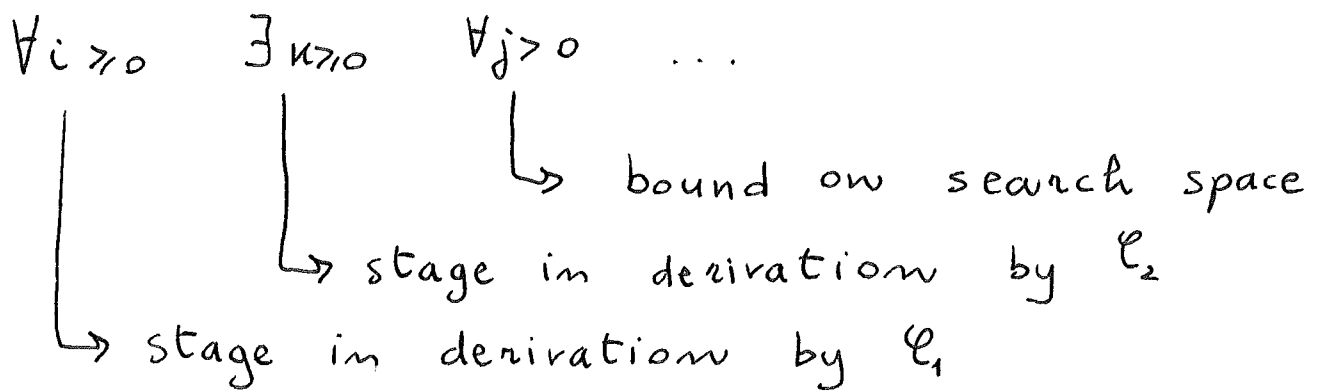 ∀i ≥ 0 ∃k ≥ 0 ∀j > 0 ...
bound on search space
stage in derivation by 𝒞₂
stage in derivation by 𝒞₁